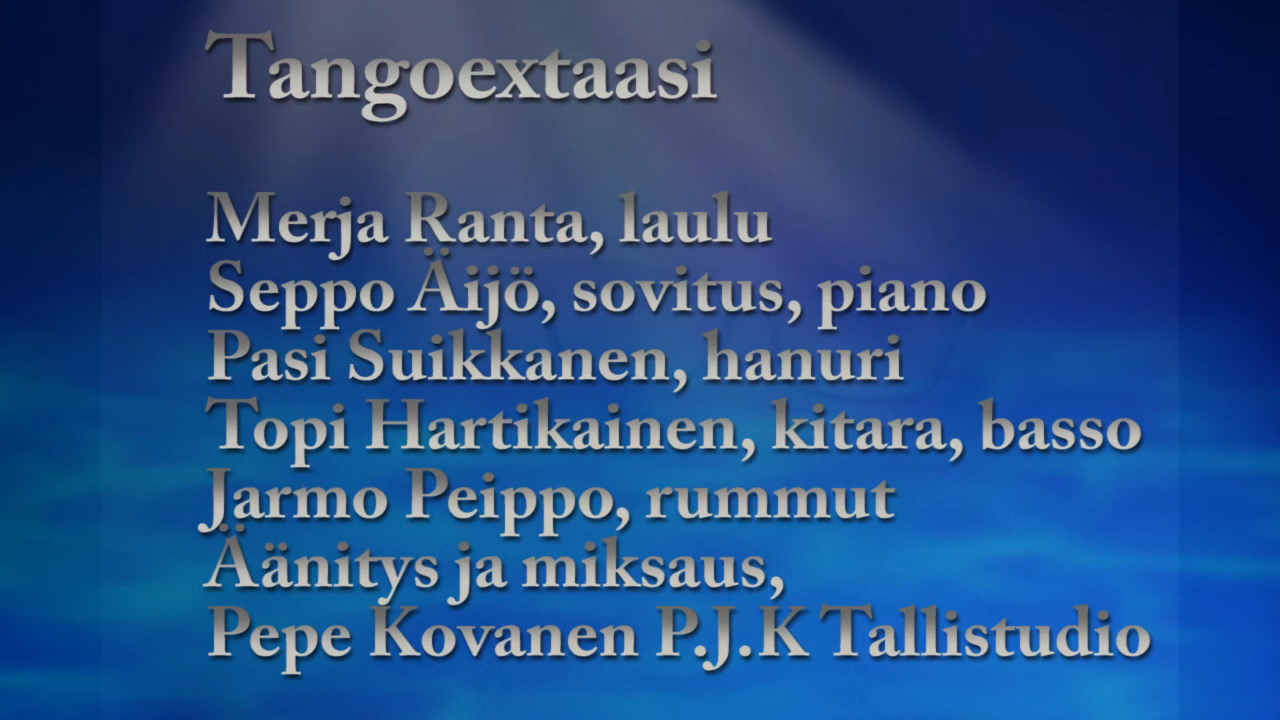 Tangoextaasi
Merja Ranta, laulu
Seppo Äijö, sovitus, piano
Pasi Suikkanen, hanuri
Topi Hartikainen, kitara, basso
Jarmo Peippo, rummut
Äänitys ja miksaus,
Pepe Kovanen P.J.K Tallistudio